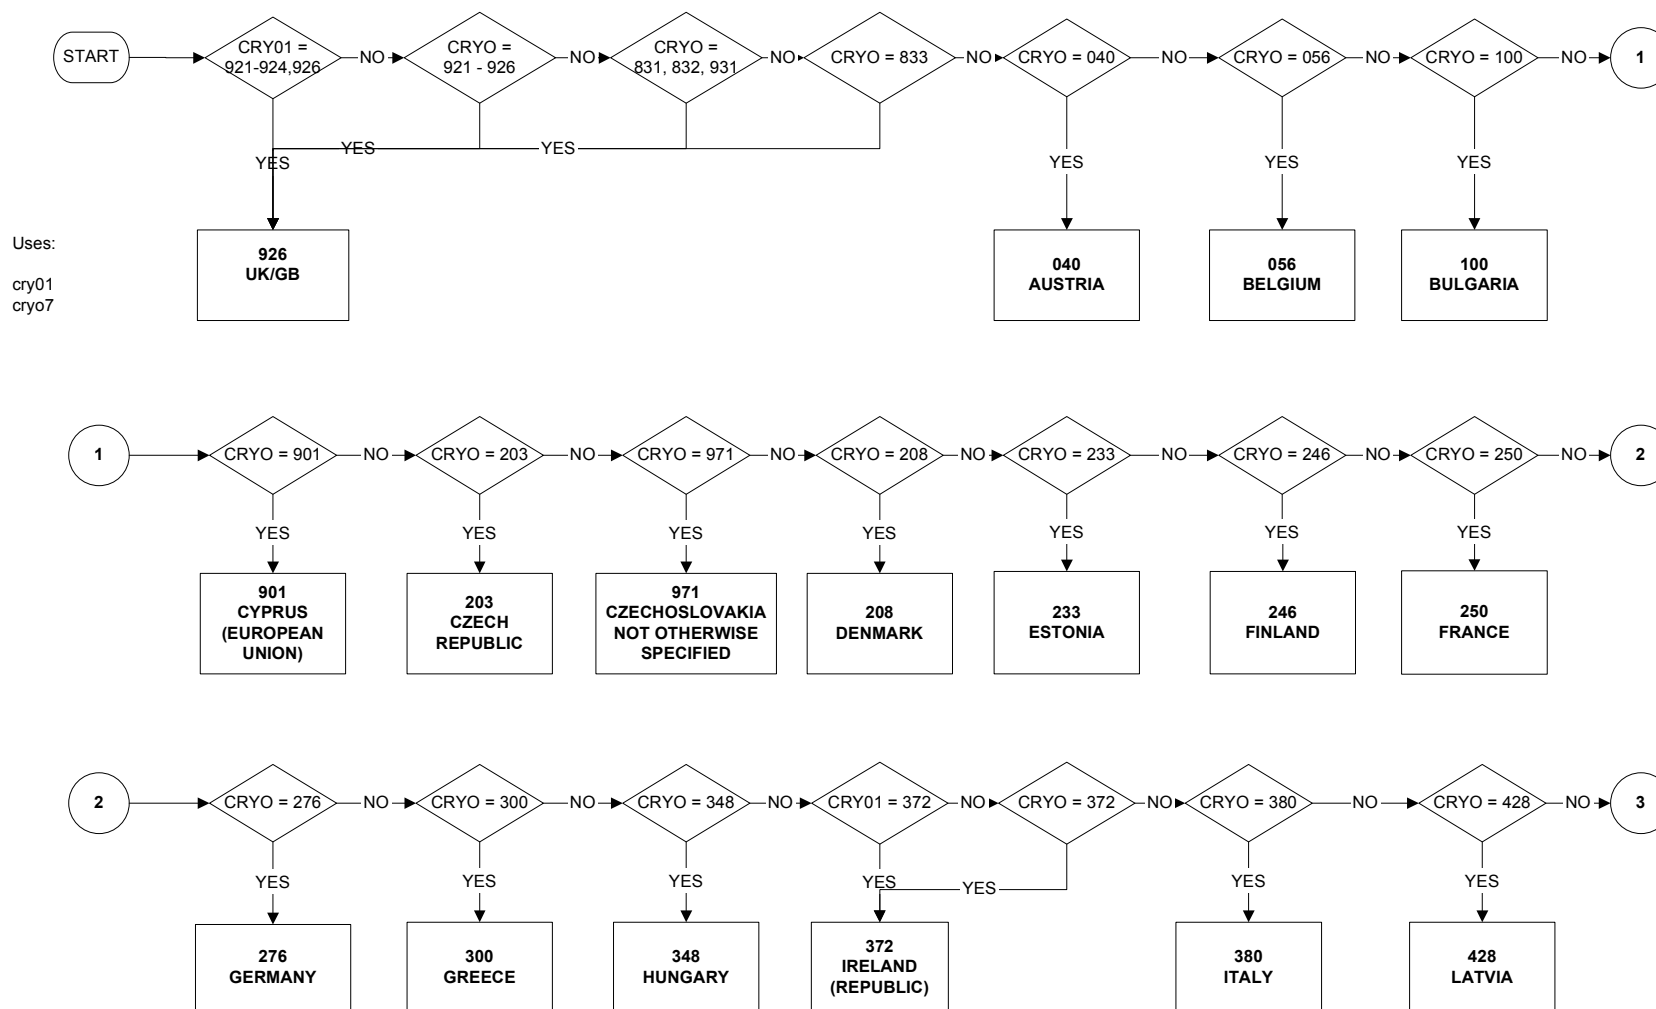 START
CRY01 =
921-924,926
NO
CRYO =
921 - 926
NO
CRYO =
831, 832, 931
NO
CRYO = 833
NO
CRYO = 040
NO
CRYO = 056
NO
CRYO = 100
NO
1
YES
YES
YES
YES
YES
YES
Uses:
cry01
cryo7
926
UK/GB
040
AUSTRIA
056
BELGIUM
100
BULGARIA
1
CRYO = 901
NO
CRYO = 203
NO
CRYO = 971
NO
CRYO = 208
NO
CRYO = 233
NO
CRYO = 246
NO
CRYO = 250
NO
2
YES
YES
YES
YES
YES
YES
YES
901
CYPRUS
(EUROPEAN
UNION)
203
CZECH
REPUBLIC
971
CZECHOSLOVAKIA
NOT OTHERWISE
SPECIFIED
208
DENMARK
233
ESTONIA
246
FINLAND
250
FRANCE
2
CRYO = 276
NO
CRYO = 300
NO
CRYO = 348
NO
CRY01 = 372
NO
CRYO = 372
NO
CRYO = 380
NO
CRYO = 428
NO
3
YES
YES
YES
YES
YES
YES
YES
276
GERMANY
300
GREECE
348
HUNGARY
372
IRELAND
(REPUBLIC)
380
ITALY
428
LATVIA